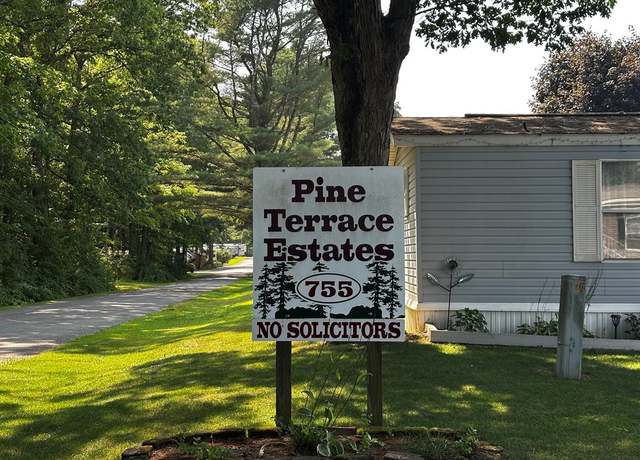 Pine
Terrace
Estates
755
NO SOLICITORS